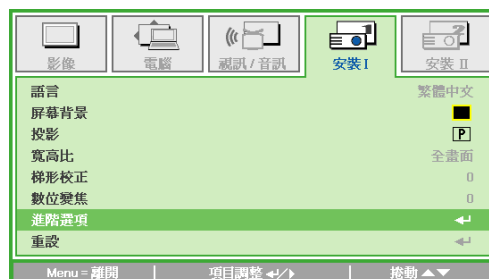 影像 電腦 視訊 / 音訊 安裝 I 安裝 II
語言 繁體中文
屏幕背景
投影 P
寬高比 全畫面
梯形校正 0
數位變焦 0
進階選項
重設
Menu = 離開 項目調整 捲動